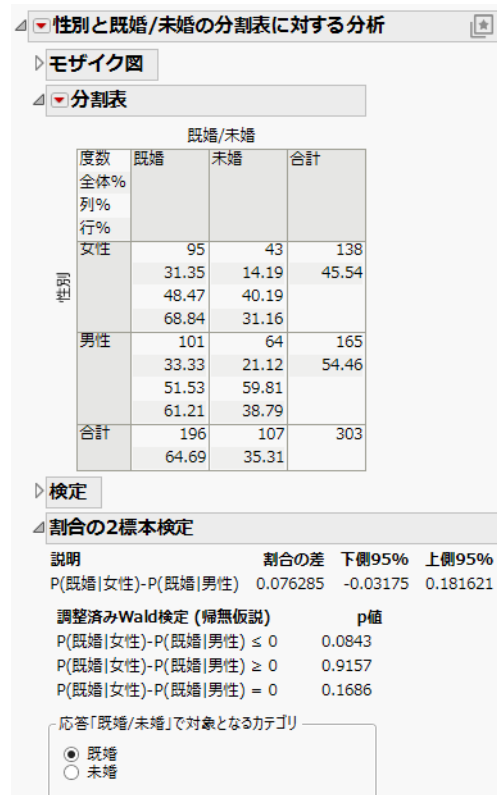 性別と既婚/未婚の分割表に対する分析
モザイク図
分割表
既婚/未婚
度数 既婚 未婚 合計
全体%
列%
行%
性別
女性 95 43 138
31.35 14.19 45.54
48.47 40.19
68.84 31.16
男性 101 64 165
33.33 21.12 54.46
51.53 59.81
61.21 38.79
合計 196 107 303
64.69 35.31
検定
割合の2標本検定
説明 割合の差 下側95% 上側95%
P(既婚|女性)-P(既婚|男性) 0.076285 -0.03175 0.181621
調整済みWald検定 (帰無仮説) p値
P(既婚|女性)-P(既婚|男性) ≤ 0 0.0843
P(既婚|女性)-P(既婚|男性) ≥ 0 0.9157
P(既婚|女性)-P(既婚|男性) = 0 0.1686
応答「既婚/未婚」で対象となるカテゴリ
既婚
未婚